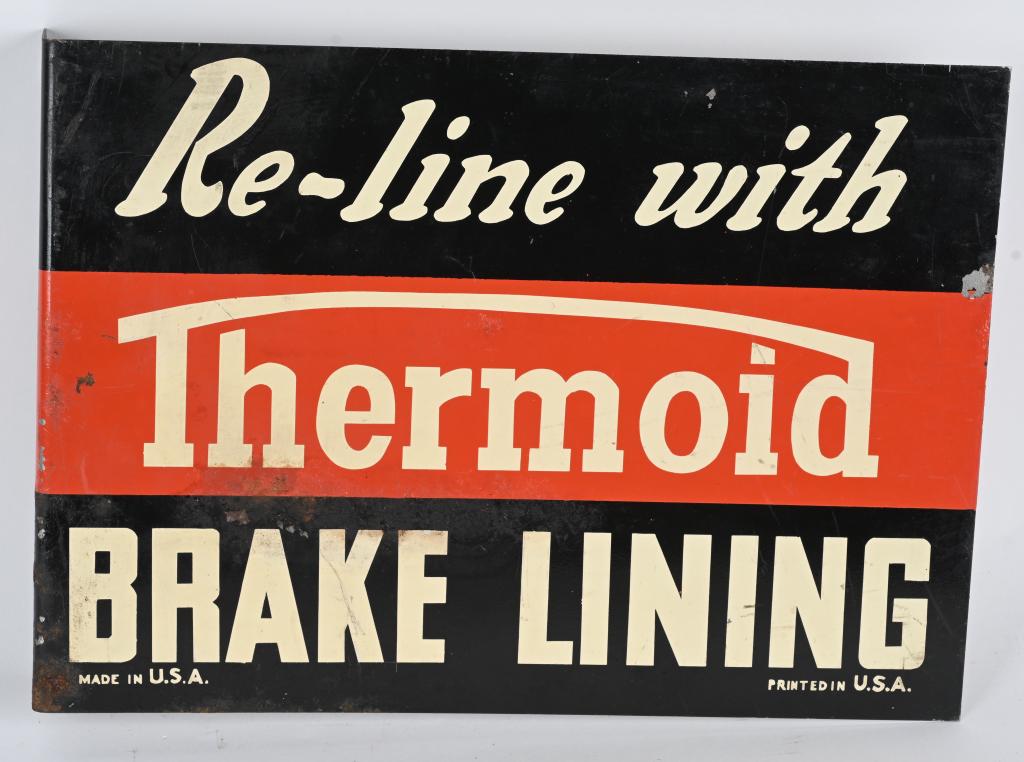 Re-line with
Thermoid
BRAKE LINING
MADE IN U.S.A. PRINTED IN U.S.A.